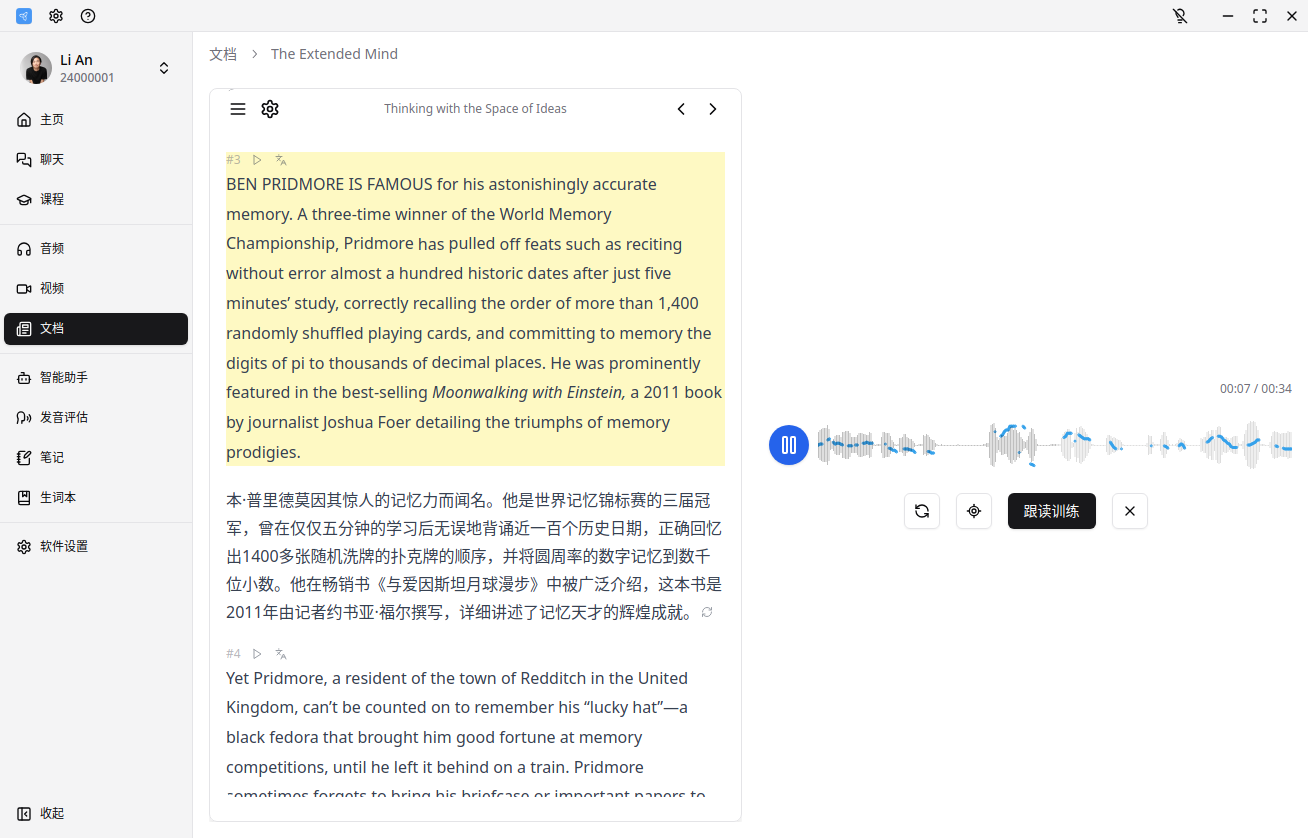 Li An
24000001
主页
聊天
课程
音频
视频
文档
智能助手
发音评估
笔记
生词本
软件设置
收起
文档 > The Extended Mind
Thinking with the Space of Ideas
#3
BEN PRIDMORE IS FAMOUS for his astonishingly accurate
memory. A three-time winner of the World Memory
Championship, Pridmore has pulled off feats such as reciting
without error almost a hundred historic dates after just five
minutes’ study, correctly recalling the order of more than 1,400
randomly shuffled playing cards, and committing to memory the
digits of pi to thousands of decimal places. He was prominently
featured in the best-selling Moonwalking with Einstein, a 2011 book
by journalist Joshua Foer detailing the triumphs of memory
prodigies.
本·普里德莫因其惊人的记忆力而闻名。他是世界记忆锦标赛的三届冠
军，曾在仅仅五分钟的学习后无误地背诵近一百个历史日期，正确回忆
出1400多张随机洗牌的扑克牌的顺序，并将圆周率的数字记忆到数千
位小数。他在畅销书《与爱因斯坦月球漫步》中被广泛介绍，这本书是
2011年由记者约书亚·福尔撰写，详细讲述了记忆天才的辉煌成就。
#4
Yet Pridmore, a resident of the town of Redditch in the United
Kingdom, can’t be counted on to remember his “lucky hat”—a
black fedora that brought him good fortune at memory
competitions, until he left it behind on a train. Pridmore
sometimes forgets to bring his briefcase or important papers to
00:07 / 00:34
跟读训练